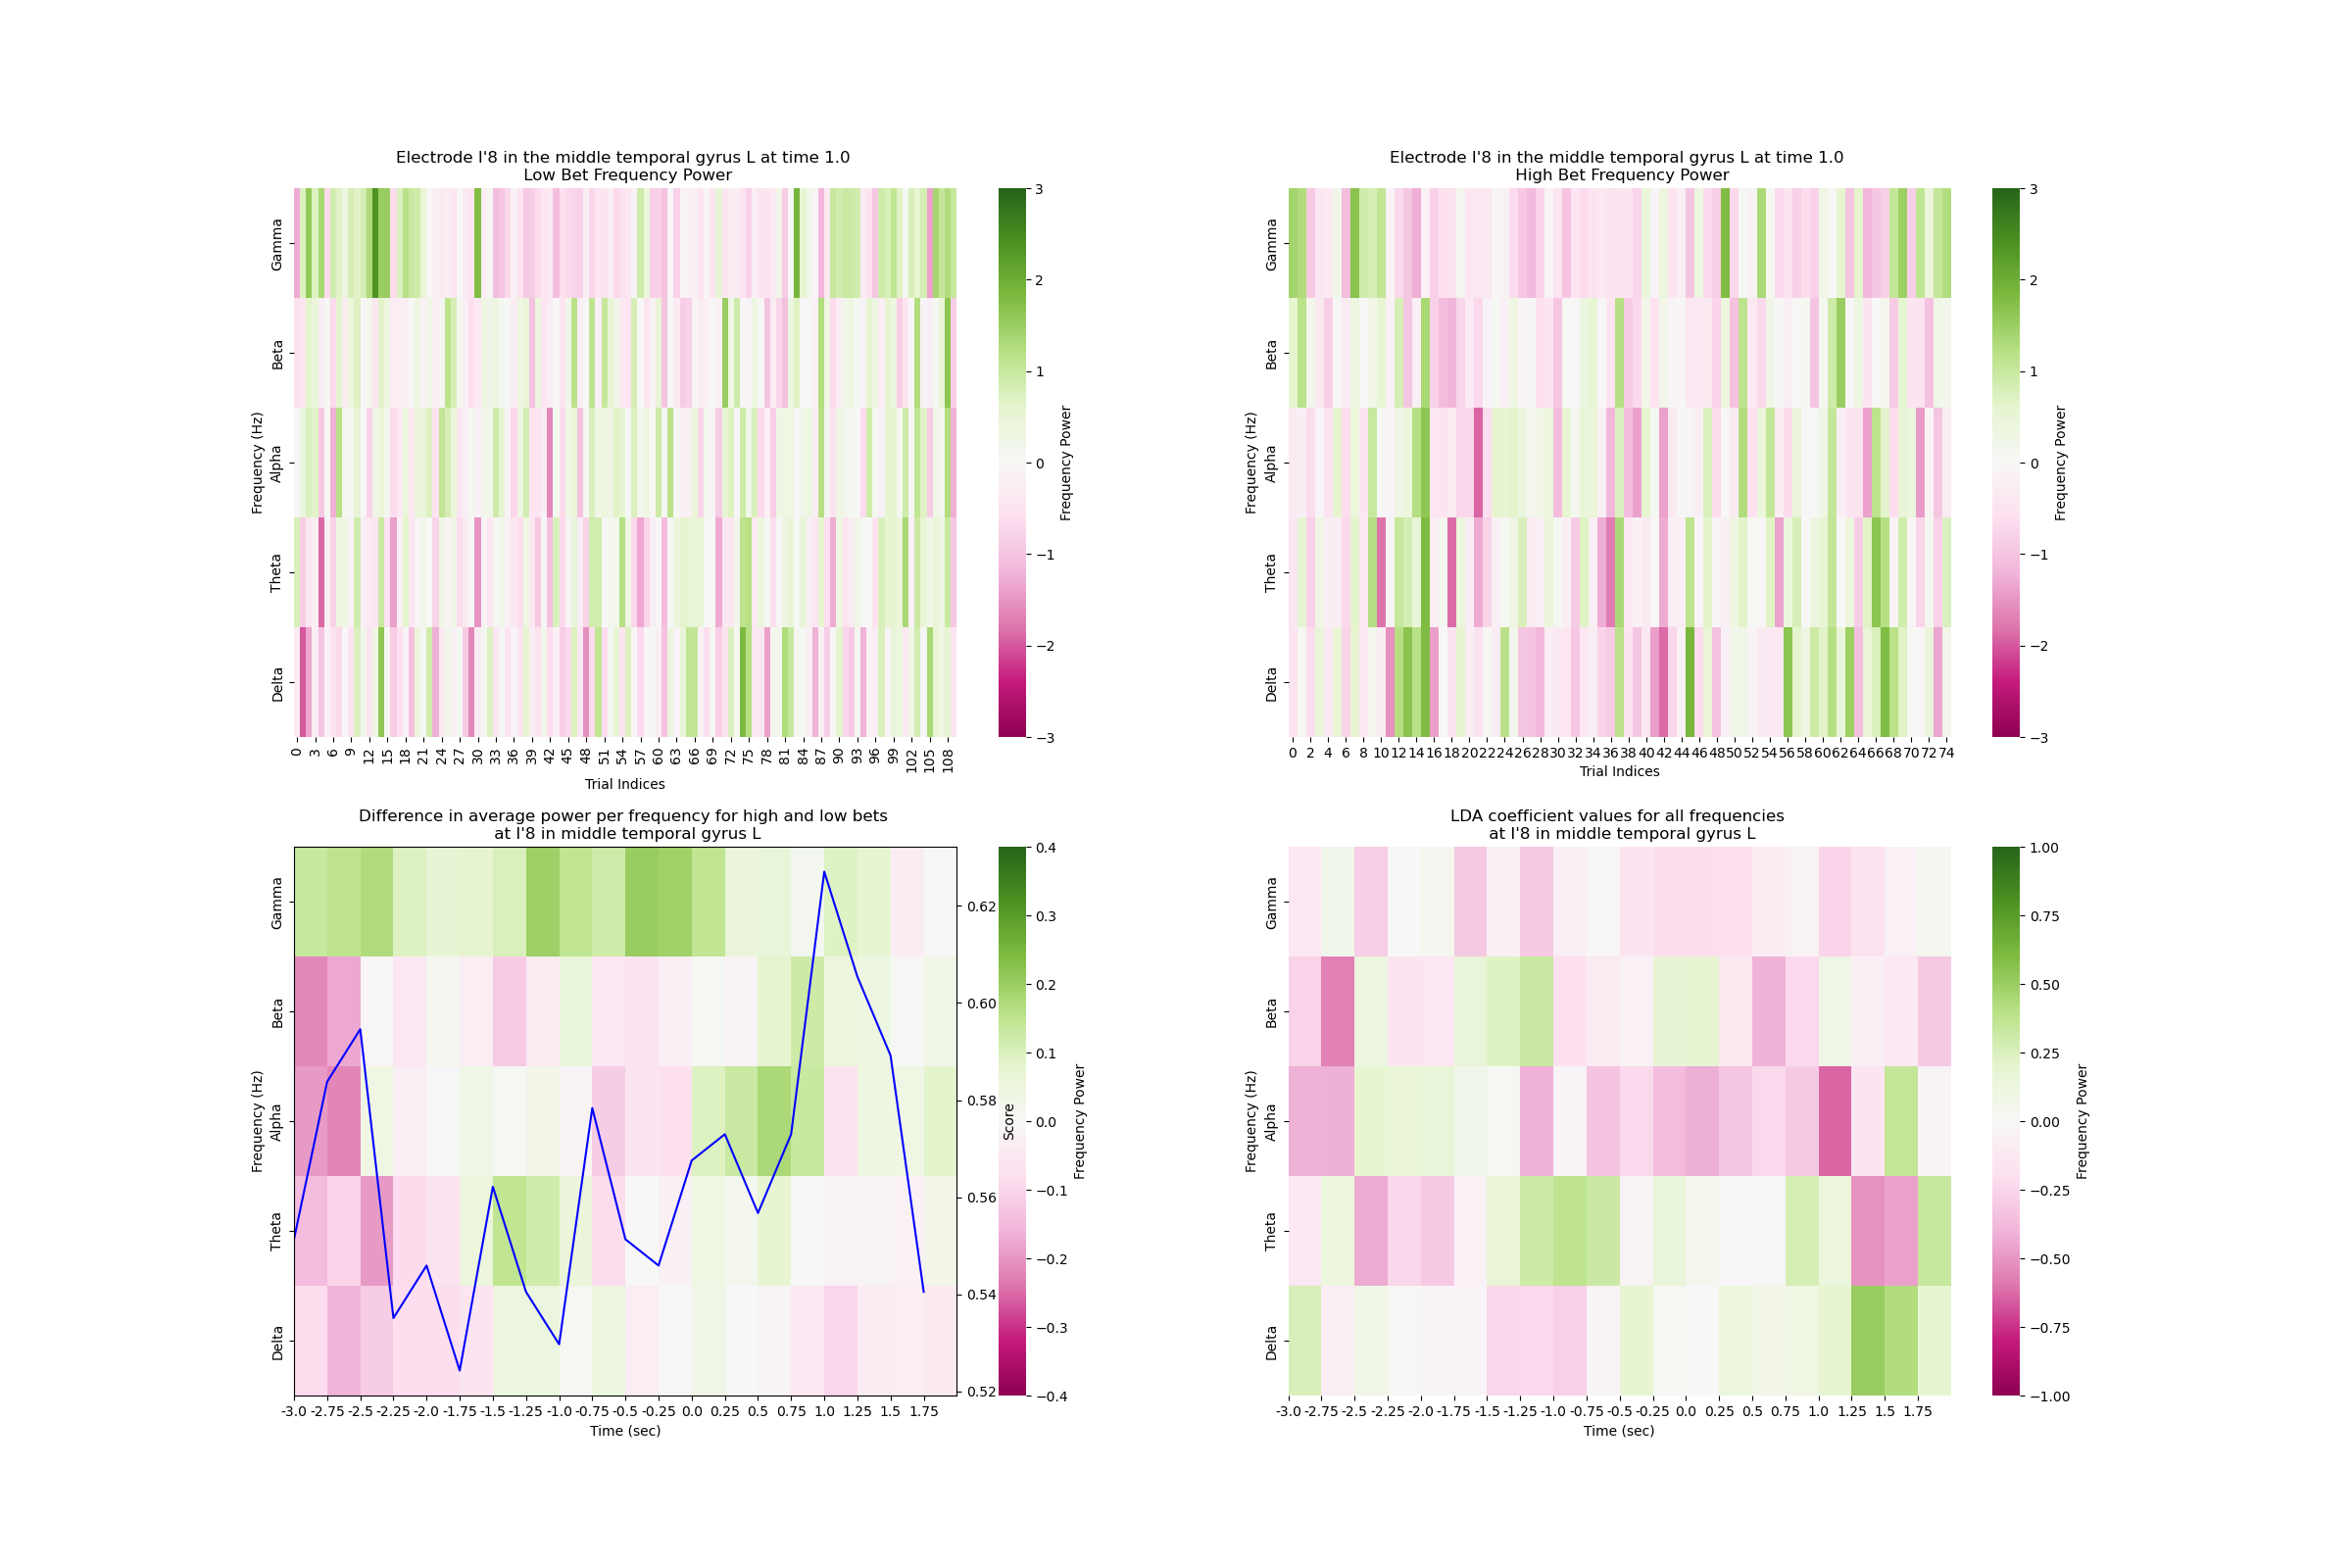 Electrode I'8 in the middle temporal gyrus L at time 1.0
Low Bet Frequency Power
Frequency (Hz)
Gamma
Beta
Alpha
Theta
Delta
0 3 6 9 12 15 18 21 24 27 30 33 36 39 42 45 48 51 54 57 60 63 66 69 72 75 78 81 84 87 90 93 96 99 102 105 108
Trial Indices
3
2
1
0
−1
−2
−3
Frequency Power
Electrode I'8 in the middle temporal gyrus L at time 1.0
High Bet Frequency Power
Frequency (Hz)
Gamma
Beta
Alpha
Theta
Delta
0 2 4 6 8 10 12 14 16 18 20 22 24 26 28 30 32 34 36 38 40 42 44 46 48 50 52 54 56 58 60 62 64 66 68 70 72 74
Trial Indices
3
2
1
0
−1
−2
−3
Frequency Power
Difference in average power per frequency for high and low bets
at I'8 in middle temporal gyrus L
Frequency (Hz)
Gamma
Beta
Alpha
Theta
Delta
-3.0 -2.75 -2.5 -2.25 -2.0 -1.75 -1.5 -1.25 -1.0 -0.75 -0.5 -0.25 0.0 0.25 0.5 0.75 1.0 1.25 1.5 1.75
Time (sec)
0.62
0.60
0.58
0.56
0.54
0.52
Score
0.4
0.3
0.2
0.1
0.0
−0.1
−0.2
−0.3
−0.4
Frequency Power
LDA coefficient values for all frequencies
at I'8 in middle temporal gyrus L
Frequency (Hz)
Gamma
Beta
Alpha
Theta
Delta
-3.0 -2.75 -2.5 -2.25 -2.0 -1.75 -1.5 -1.25 -1.0 -0.75 -0.5 -0.25 0.0 0.25 0.5 0.75 1.0 1.25 1.5 1.75
Time (sec)
1.00
0.75
0.50
0.25
0.00
−0.25
−0.50
−0.75
−1.00
Frequency Power